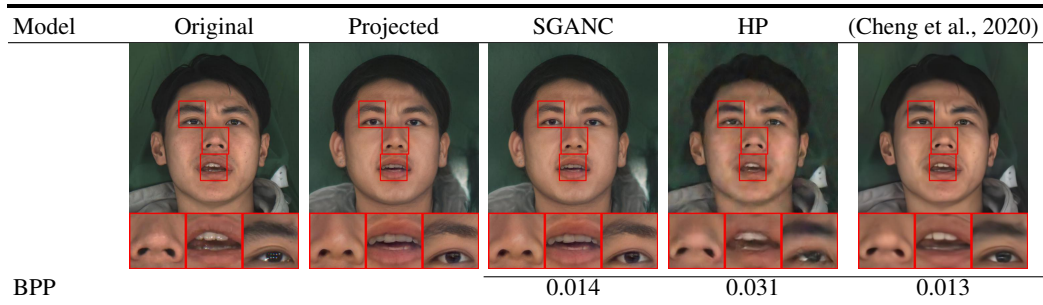 Model Original Projected SGANC HP (Cheng et al., 2020)
BPP 0.014 0.031 0.013